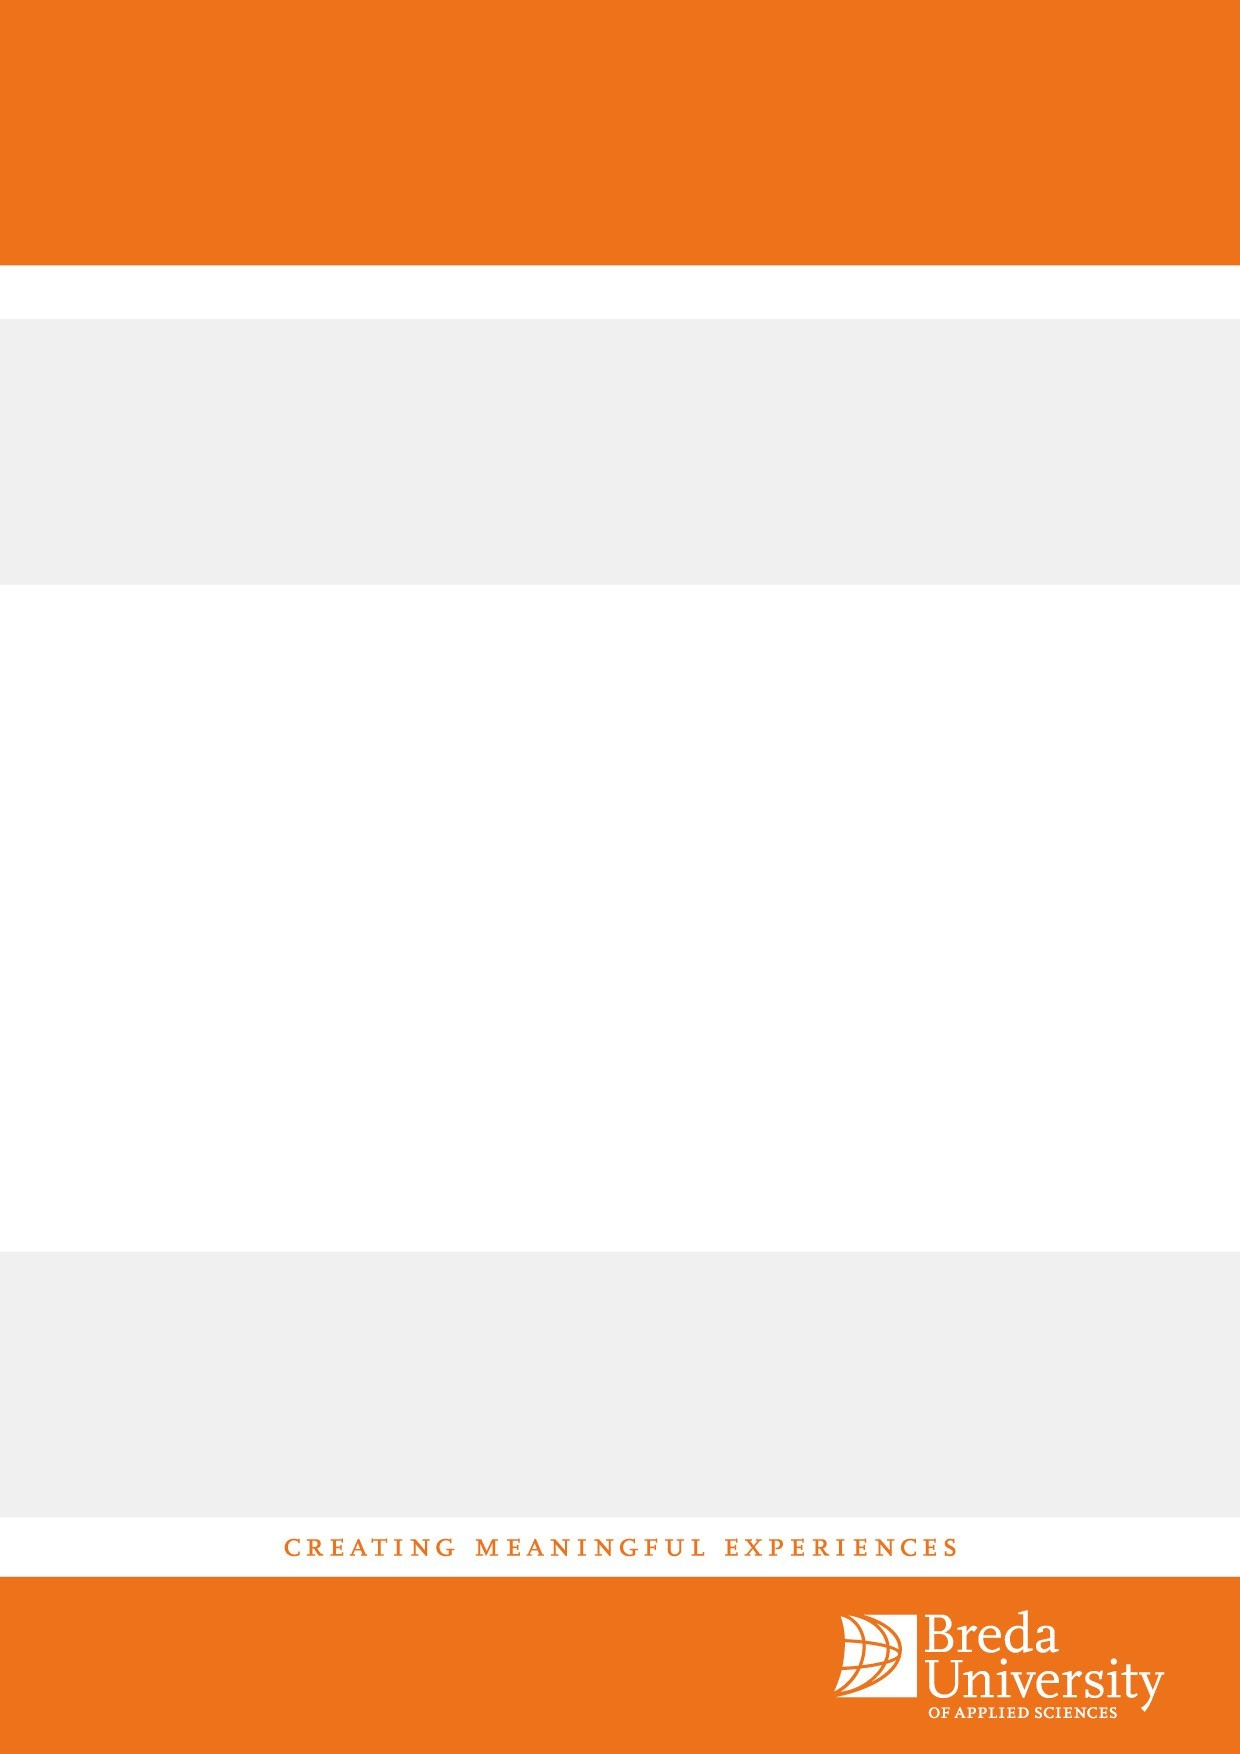 CREATING MEANINGFUL EXPERIENCES
Breda
University
OF APPLIED SCIENCES